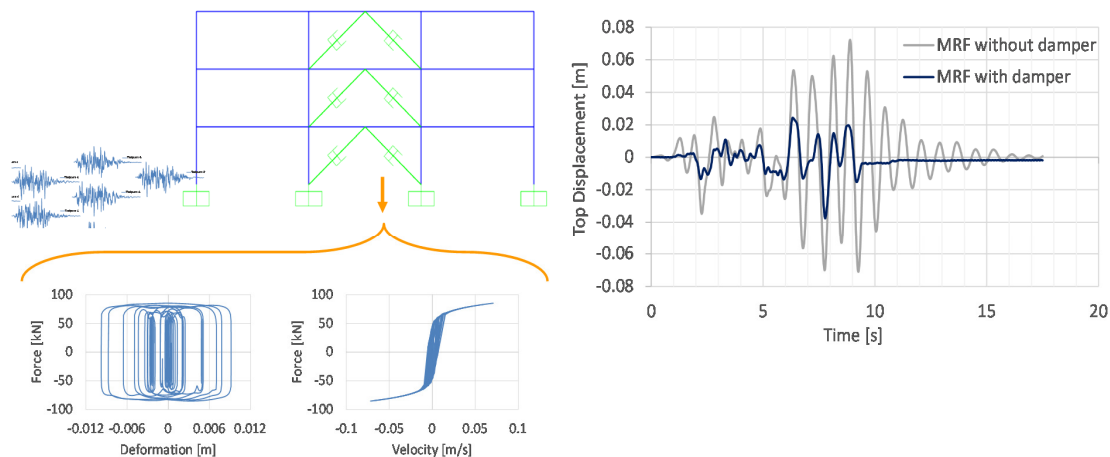 0.08
0.06
0.04
0.02
0
-0.02
-0.04
-0.06
-0.08
Top Displacement [m]
MRF without damper
MRF with damper
0 5 10 15 20
Time [s]
100
50
0
-50
-100
Force [kN]
-0.012 -0.006 0 0.006 0.012
Deformation [m]
100
50
0
-50
-100
Force [kN]
-0.1 -0.05 0 0.05 0.1
Velocity [m/s]